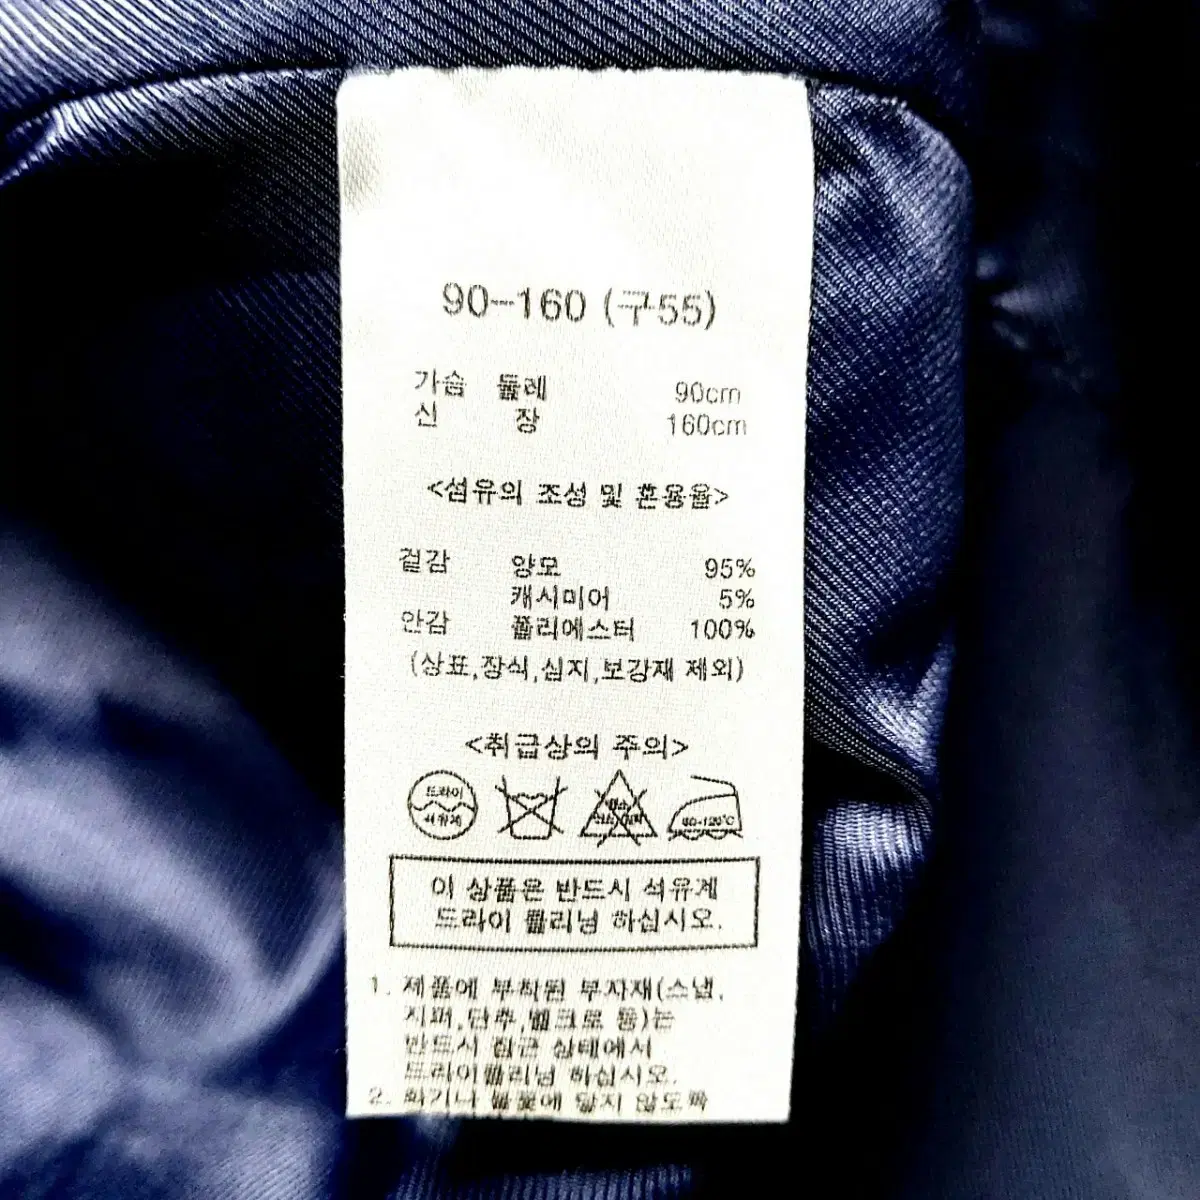 90-160 (구55)
가슴 둘레 90cm
신 장 160cm
<섬유의 조성 및 혼용율>
겉감 양모 95%
캐시미어 5%
안감 폴리에스터 100%
(상표,장식,심지,보강재 제외)
<취급상의 주의>
드라이
석유계
염소
80-120°C
이 상품은 반드시 석유계
드라이 클리닝 하십시오.
1. 제품에 부착된 부자재(스냅,
지퍼,단추,벨크로 등)는
반드시 잠근 상태에서
드라이클리닝 하십시오.
2. 화기나 불꽃에 닿지 않도록